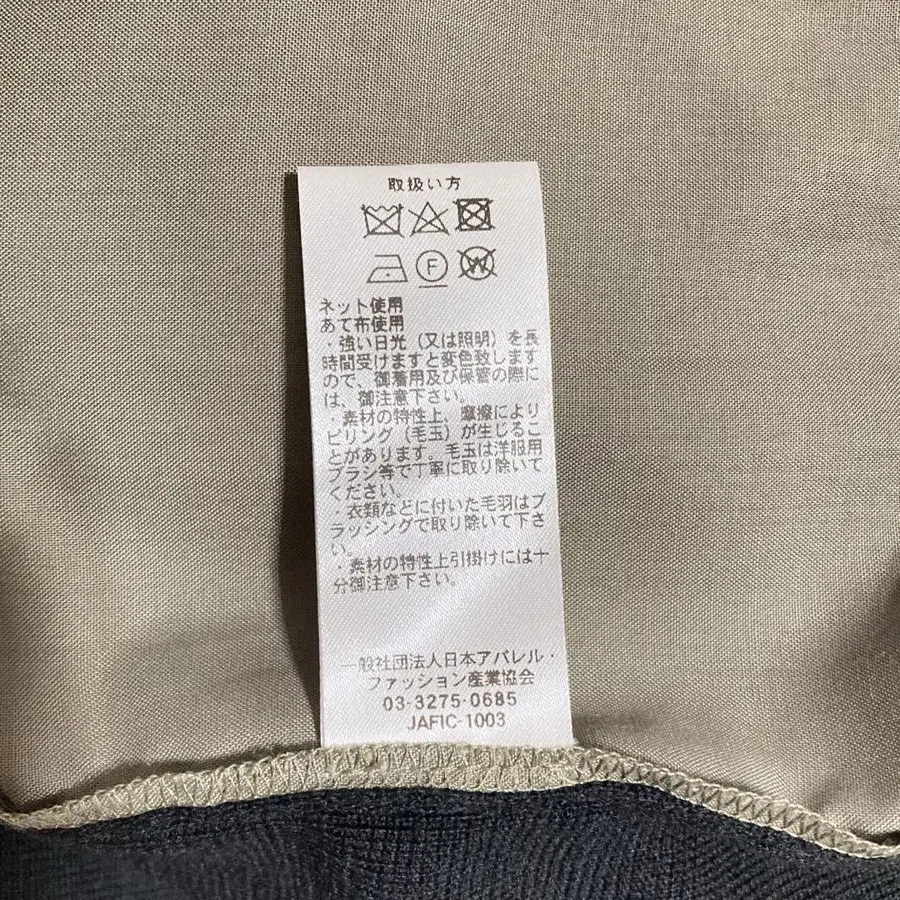 取扱い方
F W
ネット使用
あて布使用
・強い日光（又は照明）を長
時間受けますと変色致します
ので、御着用及び保管の際に
は、御注意下さい。
・素材の特性上、摩擦により
ピリング（毛玉）が生じるこ
とがあります。毛玉は洋服用
ブラシ等で丁寧に取り除いて
ください。
・衣類などに付いた毛羽はブ
ラッシングで取り除いて下さ
い。
・素材の特性上引掛けには十
分御注意下さい。
一般社団法人日本アパレル・
ファッション産業協会
03-3275-0685
JAFIC-1003